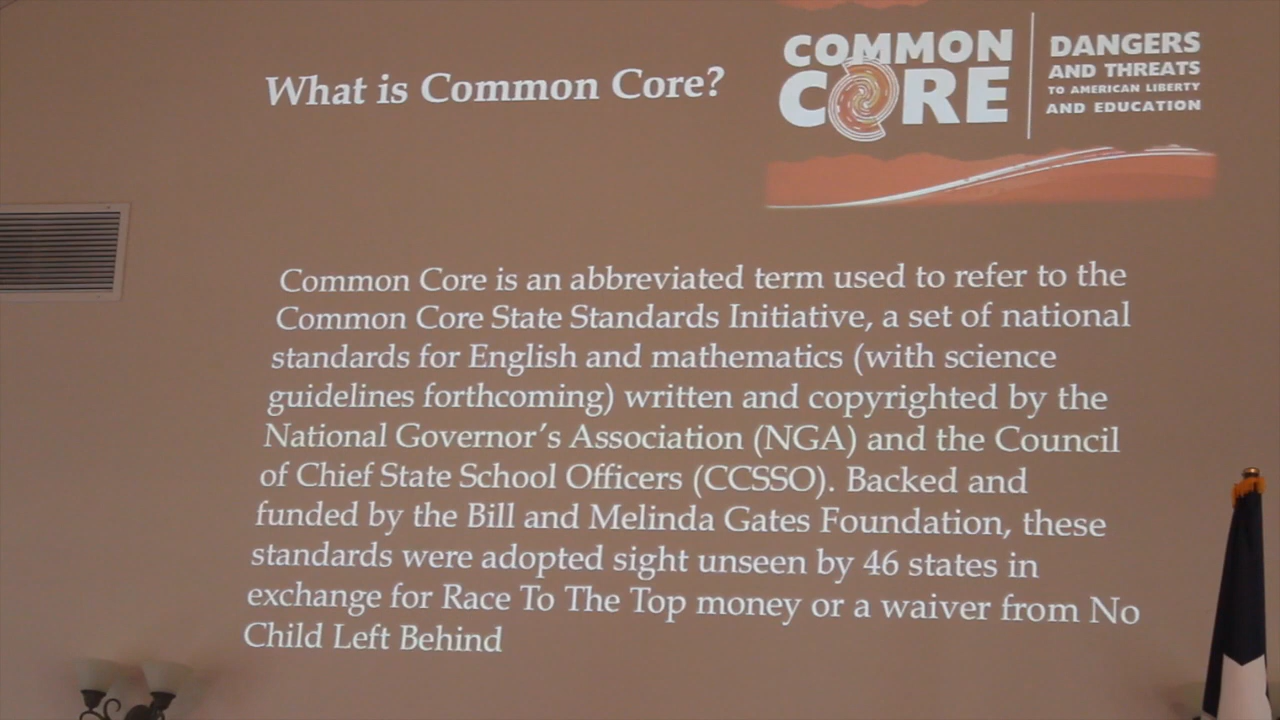 What is Common Core?
COMMON
CORE
DANGERS
AND THREATS
TO AMERICAN LIBERTY
AND EDUCATION
Common Core is an abbreviated term used to refer to the
Common Core State Standards Initiative, a set of national
standards for English and mathematics (with science
guidelines forthcoming) written and copyrighted by the
National Governor's Association (NGA) and the Council
of Chief State School Officers (CCSSO). Backed and
funded by the Bill and Melinda Gates Foundation, these
standards were adopted sight unseen by 46 states in
exchange for Race To The Top money or a waiver from No
Child Left Behind